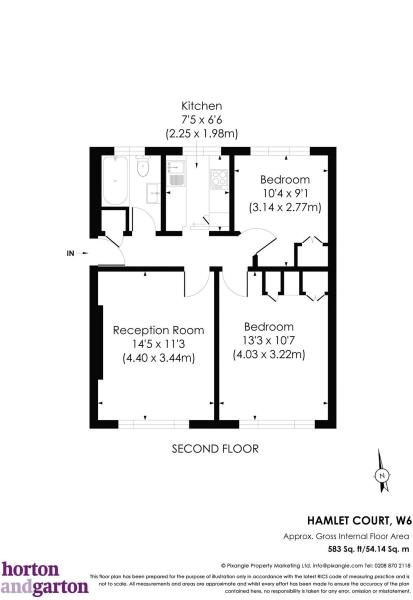 Kitchen
7'5 x 6'6
(2.25 x 1.98m)
Bedroom
10'4 x 9'1
(3.14 x 2.77m)
IN
Reception Room
14'5 x 11'3
(4.40 x 3.44m)
Bedroom
13'3 x 10'7
(4.03 x 3.22m)
SECOND FLOOR
N
HAMLET COURT, W6
Approx. Gross Internal Floor Area
583 Sq. ft/54.14 Sq. m
horton
andgarton
© Pixangle Property Marketing Ltd. info@pixangle.com Tel: 0208 870 2118
This floor plan has been prepared for the purpose of illustration only in accordance with the latest RICS code of measuring practice and is
not to scale. All measurements and areas are approximate and whilst every effort has been made to ensure the accuracy of the plan
contained here, no responsibility is taken for any error, omission or misstatement.